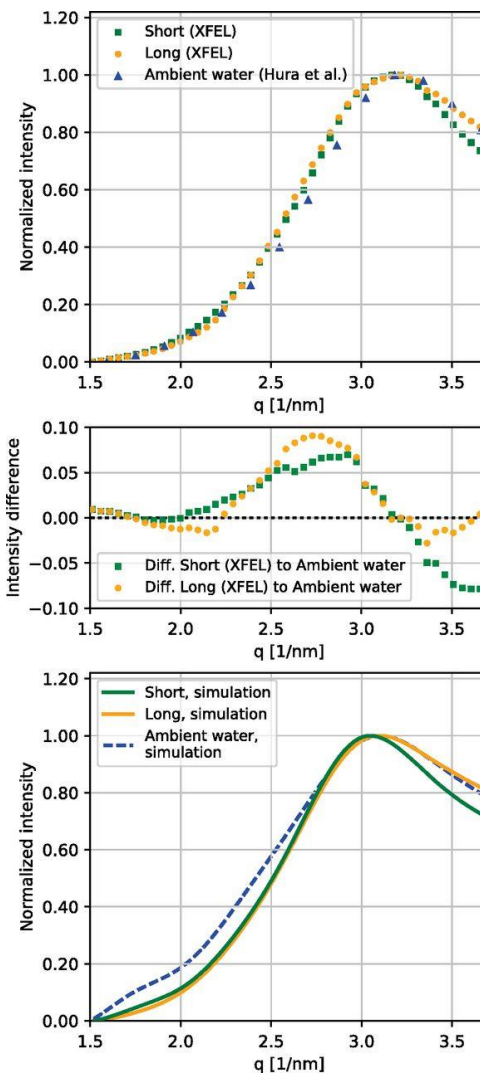 1.20
1.00
0.80
0.60
0.40
0.20
0.00
Normalized intensity
Short (XFEL)
Long (XFEL)
Ambient water (Hura et al.)
1.5 2.0 2.5 3.0 3.5
q [1/nm]
0.10
0.05
0.00
−0.05
−0.10
Intensity difference
Diff. Short (XFEL) to Ambient water
Diff. Long (XFEL) to Ambient water
1.5 2.0 2.5 3.0 3.5
q [1/nm]
1.20
1.00
0.80
0.60
0.40
0.20
0.00
Normalized intensity
Short, simulation
Long, simulation
Ambient water,
simulation
1.5 2.0 2.5 3.0 3.5
q [1/nm]